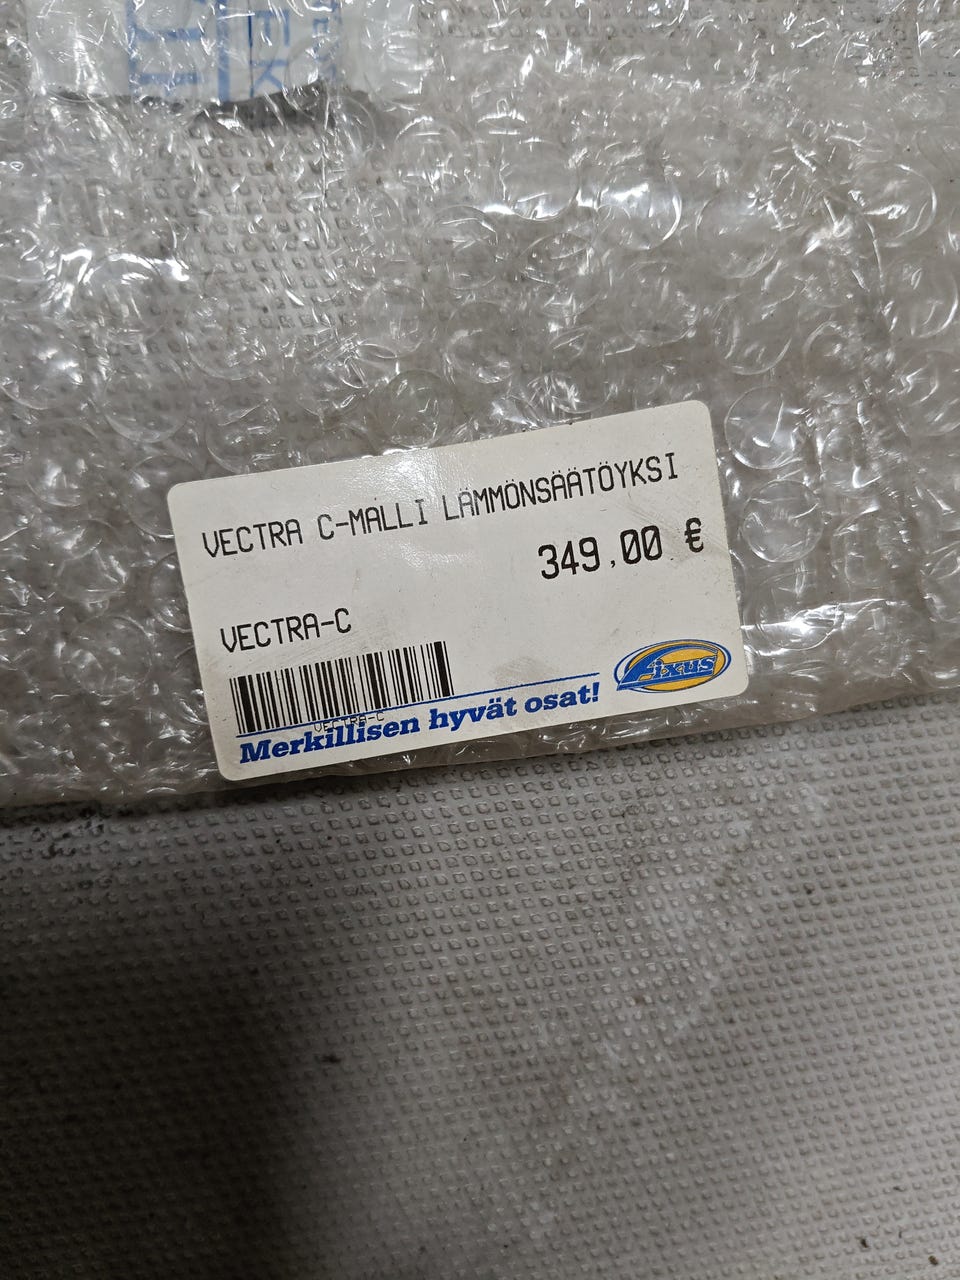 VECTRA C-MALLI LÄMMÖNSÄÄTÖYKSI
349,00 €
VECTRA-C
VECTRA-C
Merkillisen hyvät osat!
Fixus